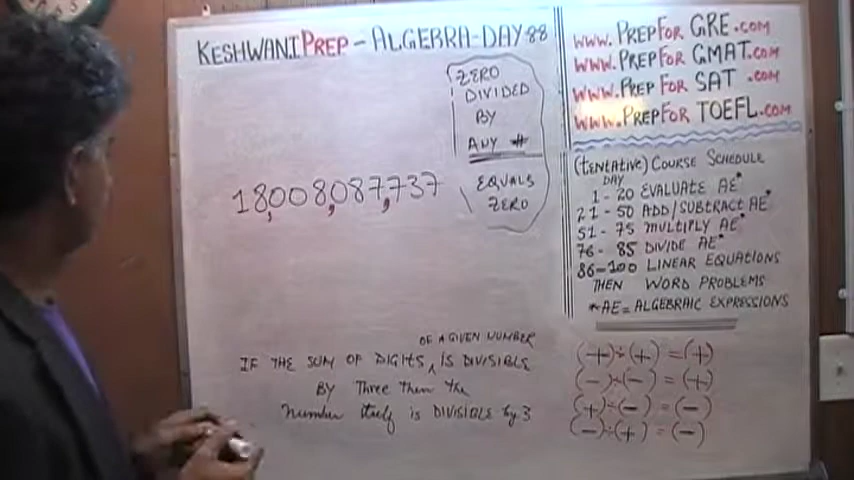 KESHWANI PREP - ALGEBRA - DAY 88
ZERO
DIVIDED
BY
ANY #
EQUALS
ZERO
18,008,087,737
OF A GIVEN NUMBER
IF THE SUM OF DIGITS ^ IS DIVISIBLE
BY Three Then the
Number itself is DIVISIBLE by 3
www.PREPFOR GRE.com
www.PREPFOR GMAT.com
www.PREP FOR SAT.com
www.PREPFOR TOEFL.com
(TENTATIVE) COURSE SCHEDULE
DAY
1 - 20 EVALUATE AE*
21 - 50 ADD/SUBTRACT AE*
51 - 75 MULTIPLY AE*
76 - 85 DIVIDE AE*
86-100 LINEAR EQUATIONS
THEN WORD PROBLEMS
*AE = ALGEBRAIC EXPRESSIONS
(+) ÷ (+) = (+)
(-) ÷ (-) = (+)
(+) ÷ (-) = (-)
(-) ÷ (+) = (-)